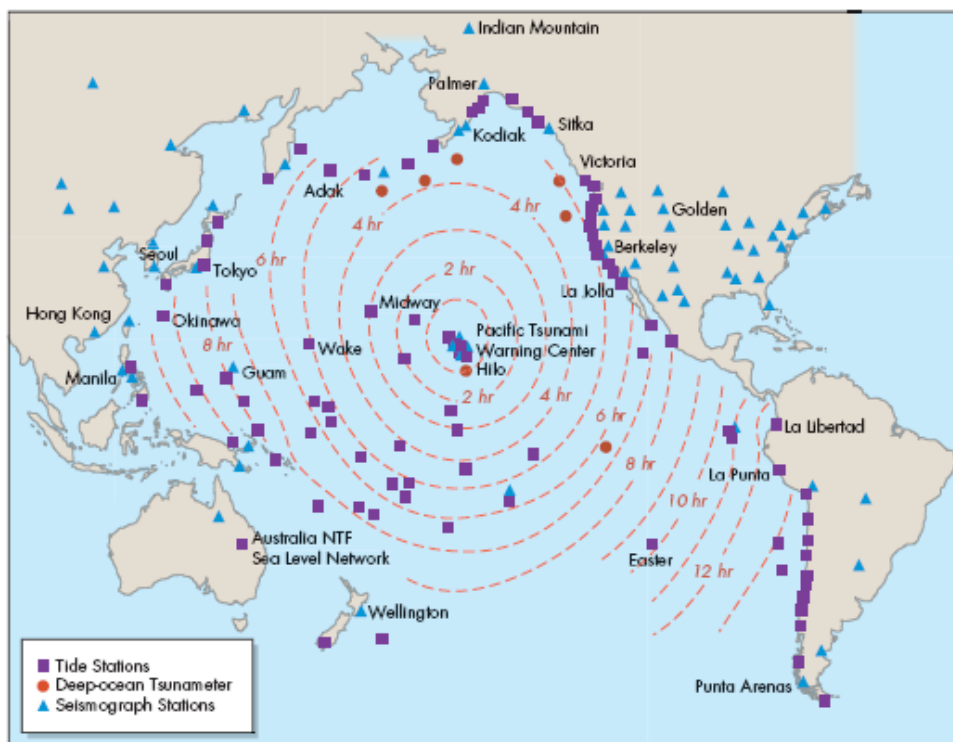 Indian Mountain
Palmer
Kodiak
Sitka
Victoria
Adak
4 hr
4 hr
Golden
Seoul
6 hr
Berkeley
Tokyo
2 hr
La Jolla
Midway
Hong Kong
Okinawa
Pacific Tsunami
Warning Center
Hilo
8 hr
Wake
Manila
Guam
2 hr
4 hr
6 hr
La Libertad
8 hr
La Punta
10 hr
Australia NTF
Sea Level Network
Easter
12 hr
Wellington
Tide Stations
Deep-ocean Tsunameter
Seismograph Stations
Punta Arenas